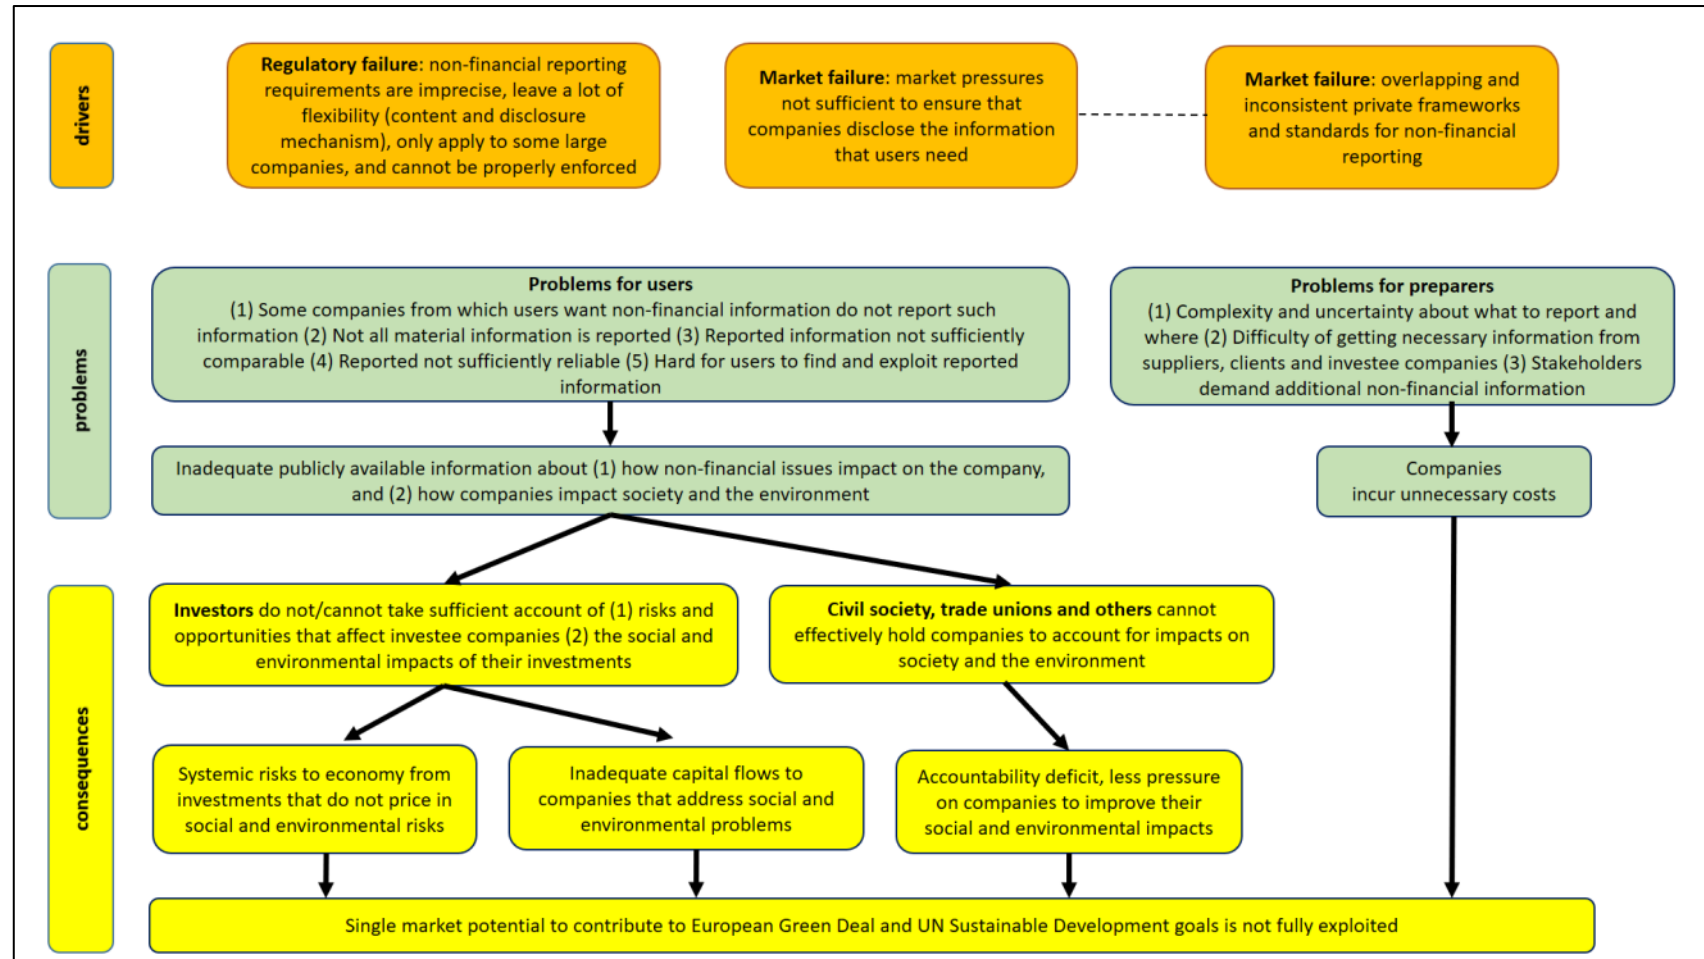 drivers
Regulatory failure: non-financial reporting
requirements are imprecise, leave a lot of
flexibility (content and disclosure
mechanism), only apply to some large
companies, and cannot be properly enforced
Market failure: market pressures
not sufficient to ensure that
companies disclose the information
that users need
Market failure: overlapping and
inconsistent private frameworks
and standards for non-financial
reporting
problems
Problems for users
(1) Some companies from which users want non-financial information do not report such
information (2) Not all material information is reported (3) Reported information not sufficiently
comparable (4) Reported not sufficiently reliable (5) Hard for users to find and exploit reported
information
Problems for preparers
(1) Complexity and uncertainty about what to report and
where (2) Difficulty of getting necessary information from
suppliers, clients and investee companies (3) Stakeholders
demand additional non-financial information
Inadequate publicly available information about (1) how non-financial issues impact on the company,
and (2) how companies impact society and the environment
Companies
incur unnecessary costs
consequences
Investors do not/cannot take sufficient account of (1) risks and
opportunities that affect investee companies (2) the social and
environmental impacts of their investments
Civil society, trade unions and others cannot
effectively hold companies to account for impacts on
society and the environment
Systemic risks to economy from
investments that do not price in
social and environmental risks
Inadequate capital flows to
companies that address social and
environmental problems
Accountability deficit, less pressure
on companies to improve their
social and environmental impacts
Single market potential to contribute to European Green Deal and UN Sustainable Development goals is not fully exploited